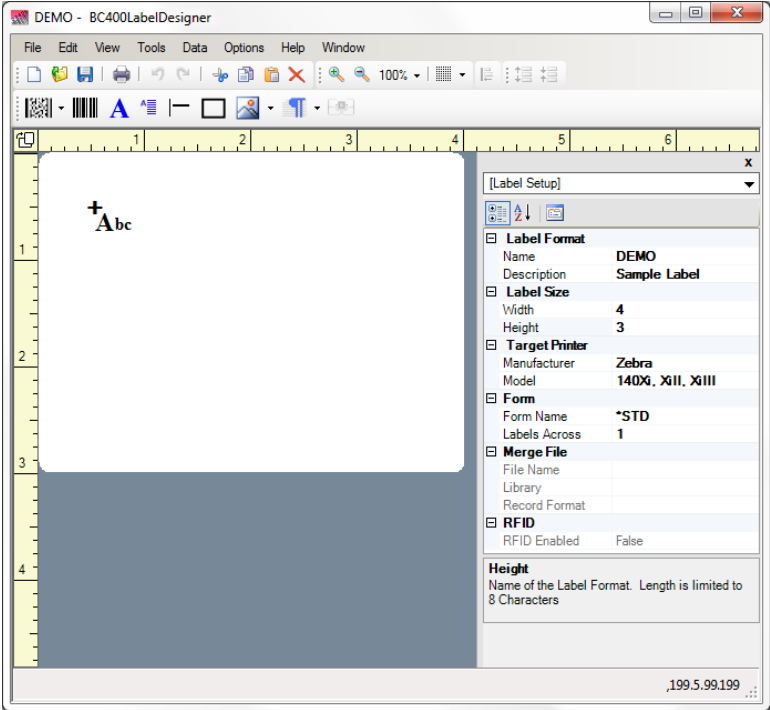 DEMO - BC400LabelDesigner
File Edit View Tools Data Options Help Window
100%
A
1 2 3 4 5 6
x
[Label Setup]
A
Z
Abc
Label Format
Name DEMO
Description Sample Label
1
Label Size
Width 4
Height 3
Target Printer
2
Manufacturer Zebra
Model 140Xi, XiII, XiIII
Form
Form Name *STD
Labels Across 1
3
Merge File
File Name
Library
Record Format
RFID
RFID Enabled False
4
Height
Name of the Label Format. Length is limited to
8 Characters
,199.5.99.199